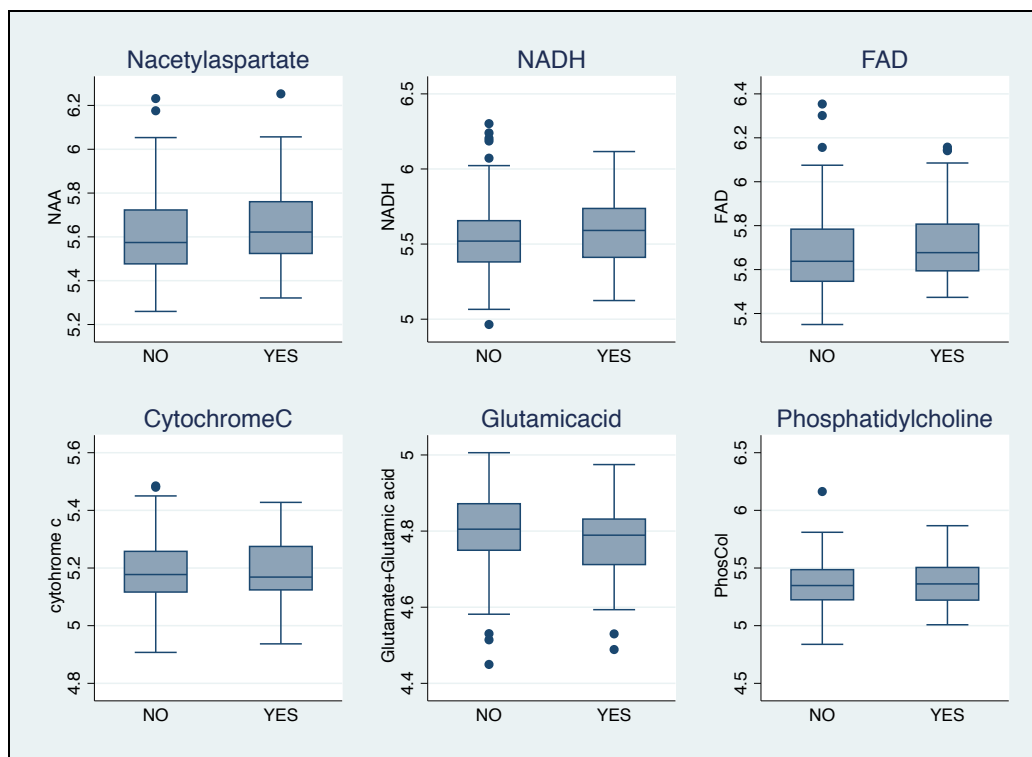 Nacetylaspartate
NAA
6.2
6
5.8
5.6
5.4
5.2
NO YES
NADH
NADH
6.5
6
5.5
5
NO YES
FAD
FAD
6.4
6.2
6
5.8
5.6
5.4
NO YES
CytochromeC
cytohrome c
5.6
5.4
5.2
5
4.8
NO YES
Glutamicacid
Glutamate+Glutamic acid
5
4.8
4.6
4.4
NO YES
Phosphatidylcholine
PhosCol
6.5
6
5.5
5
4.5
NO YES